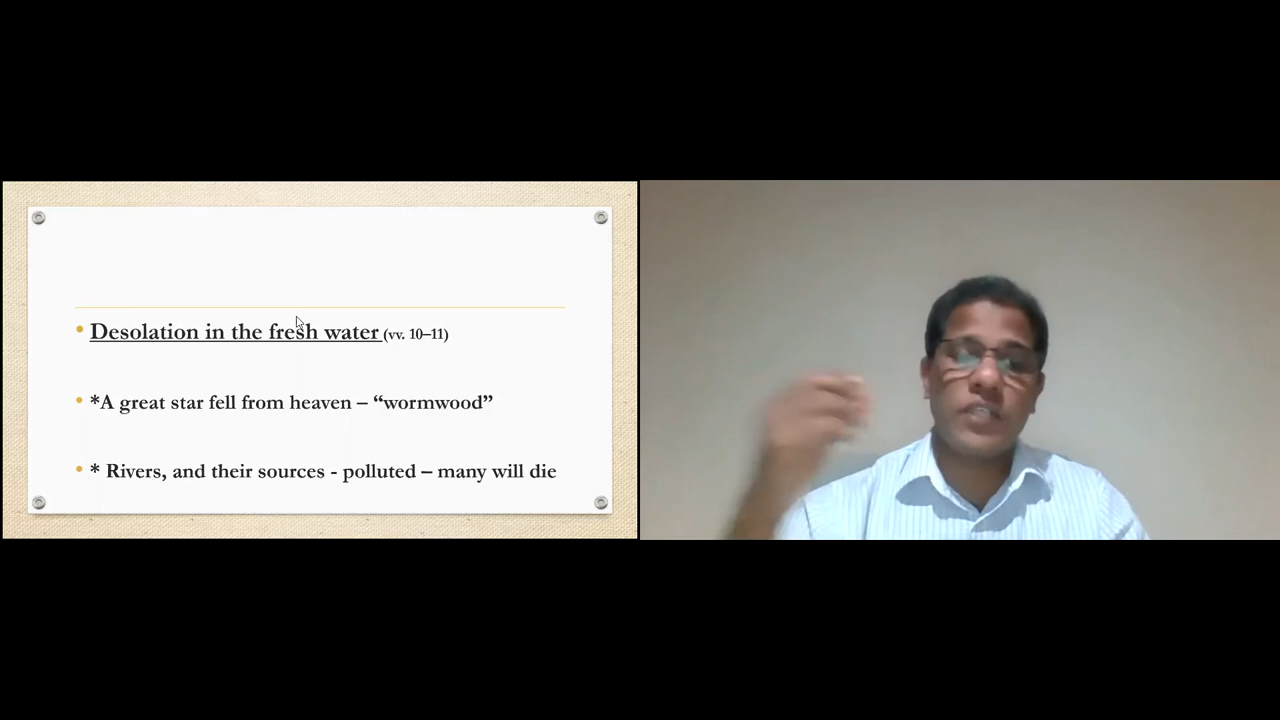 Desolation in the fresh water (vv. 10–11)
*A great star fell from heaven – “wormwood”
* Rivers, and their sources - polluted – many will die